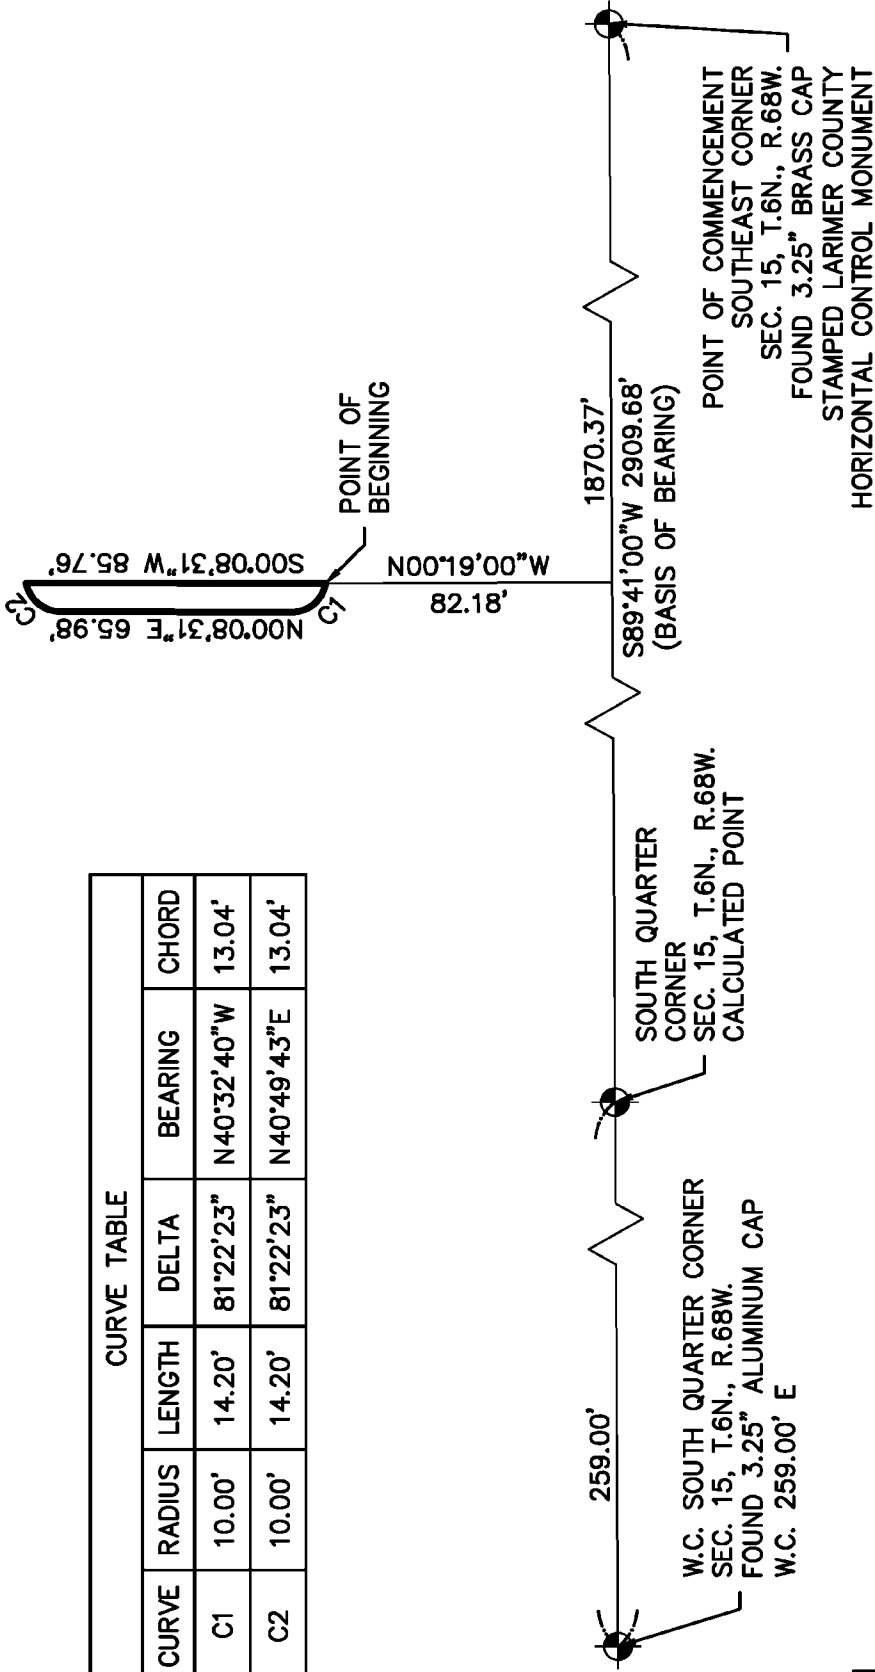 CURVE TABLE
CURVE RADIUS LENGTH DELTA BEARING CHORD
C1 10.00' 14.20' 81°22'23" N40°32'40"W 13.04'
C2 10.00' 14.20' 81°22'23" N40°49'43"E 13.04'
C2
S00°08'31"W 85.76'
N00°08'31"E 65.98'
C1
POINT OF
BEGINNING
N00°19'00"W
82.18'
1870.37'
S89°41'00"W 2909.68'
(BASIS OF BEARING)
259.00'
W.C. SOUTH QUARTER CORNER
SEC. 15, T.6N., R.68W.
FOUND 3.25" ALUMINUM CAP
W.C. 259.00' E
SOUTH QUARTER
CORNER
SEC. 15, T.6N., R.68W.
CALCULATED POINT
POINT OF COMMENCEMENT
SOUTHEAST CORNER
SEC. 15, T.6N., R.68W.
FOUND 3.25" BRASS CAP
STAMPED LARIMER COUNTY
HORIZONTAL CONTROL MONUMENT